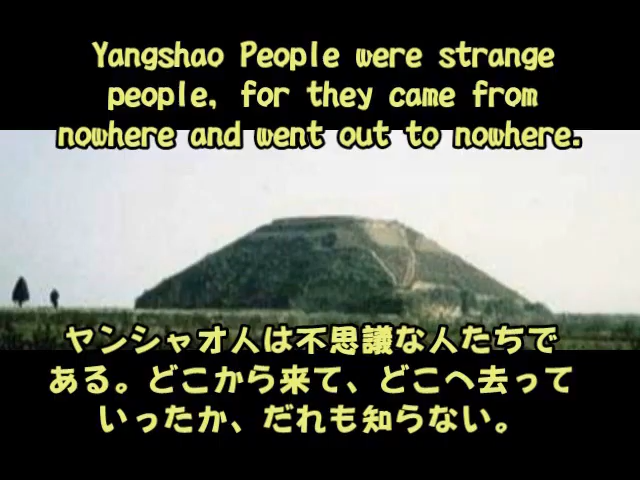 Yangshao People were strange
people, for they came from
nowhere and went out to nowhere.
ヤンシャオ人は不思議な人たちで
ある。どこから来て、どこへ去って
いったか、だれも知らない。